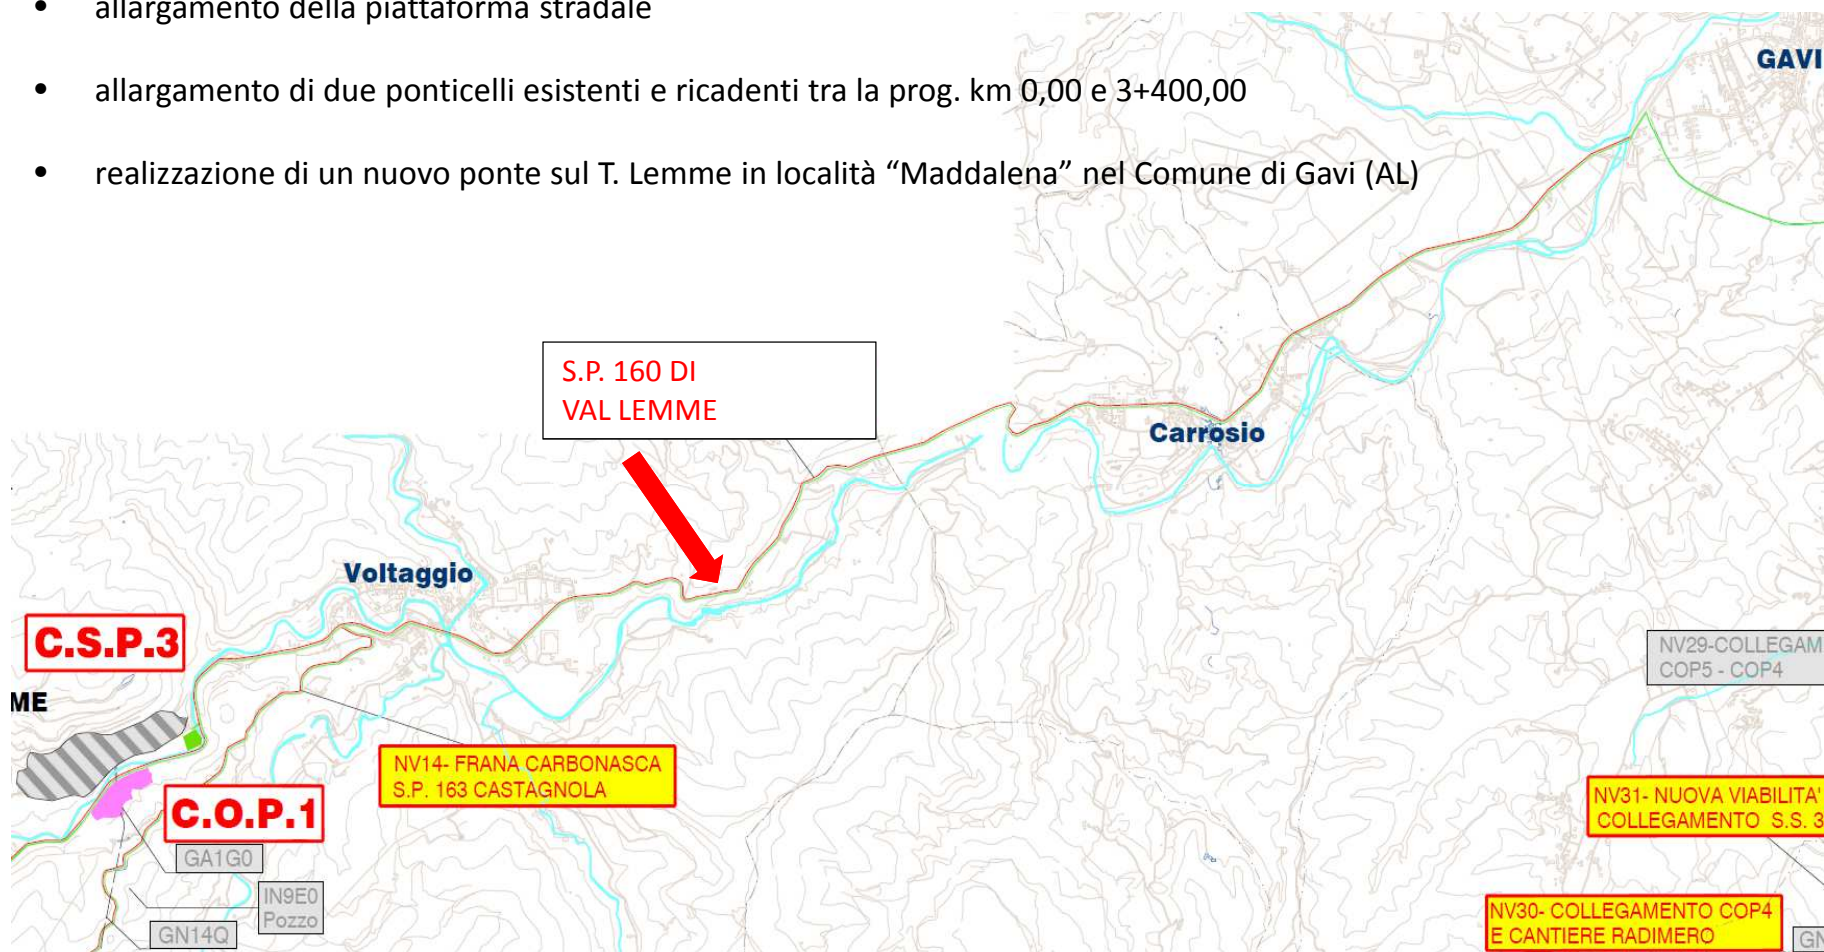 • allargamento della piattaforma stradale
• allargamento di due ponticelli esistenti e ricadenti tra la prog. km 0,00 e 3+400,00
• realizzazione di un nuovo ponte sul T. Lemme in località “Maddalena” nel Comune di Gavi (AL)
GAVI
S.P. 160 DI
VAL LEMME
Carrosio
Voltaggio
C.S.P.3
ME
NV14- FRANA CARBONASCA
S.P. 163 CASTAGNOLA
C.O.P.1
GA1G0
IN9E0
Pozzo
GN14Q
NV29-COLLEGAM
COP5 - COP4
NV31- NUOVA VIABILITA'
COLLEGAMENTO S.S. 3
NV30- COLLEGAMENTO COP4
E CANTIERE RADIMERO
GN